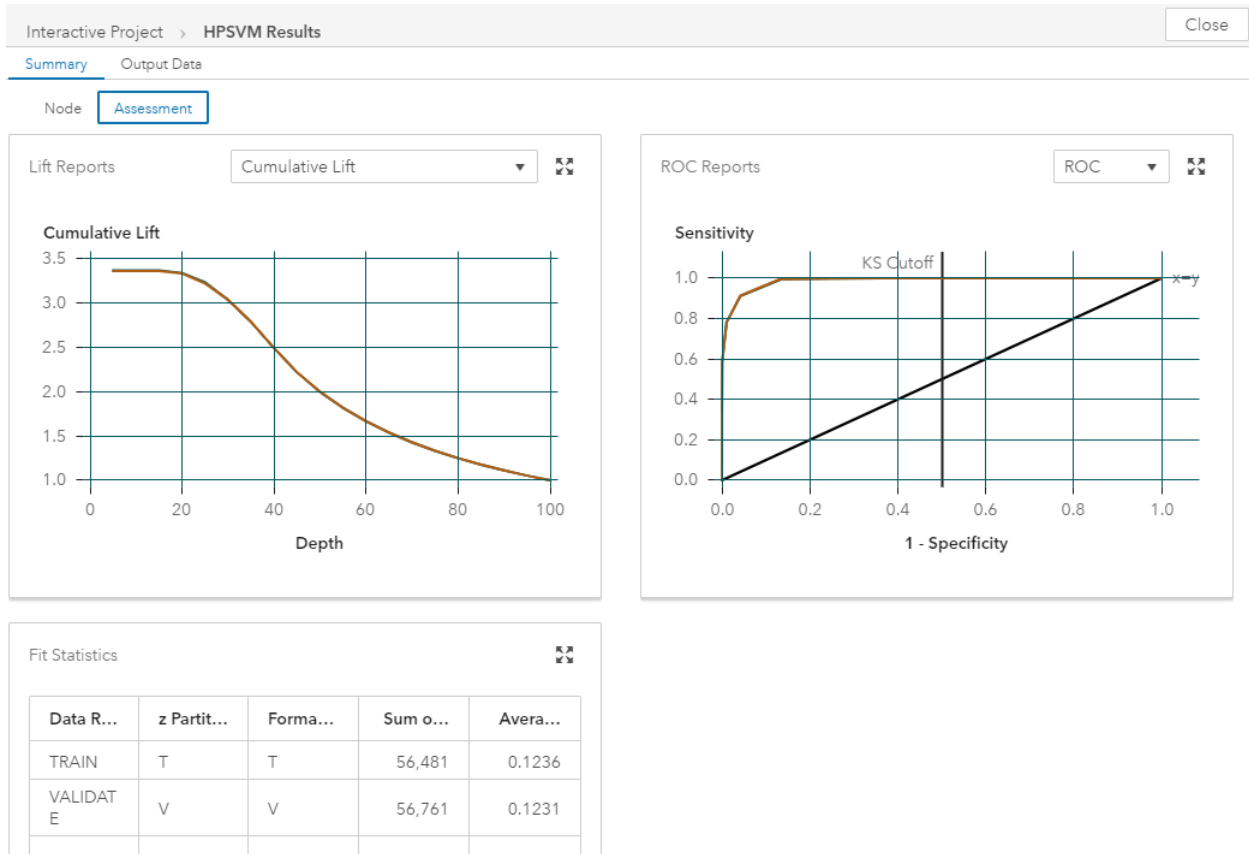 Interactive Project > HPSVM Results
Close
Summary Output Data
Node Assessment
Lift Reports Cumulative Lift
Cumulative Lift
3.5
3.0
2.5
2.0
1.5
1.0
0 20 40 60 80 100
Depth
ROC Reports ROC
Sensitivity
KS Cutoff
x=y
1.0
0.8
0.6
0.4
0.2
0.0
0.0 0.2 0.4 0.6 0.8 1.0
1 - Specificity
Fit Statistics
Data R... z Partit... Forma... Sum o... Avera...
TRAIN T T 56,481 0.1236
VALIDAT
E V V 56,761 0.1231